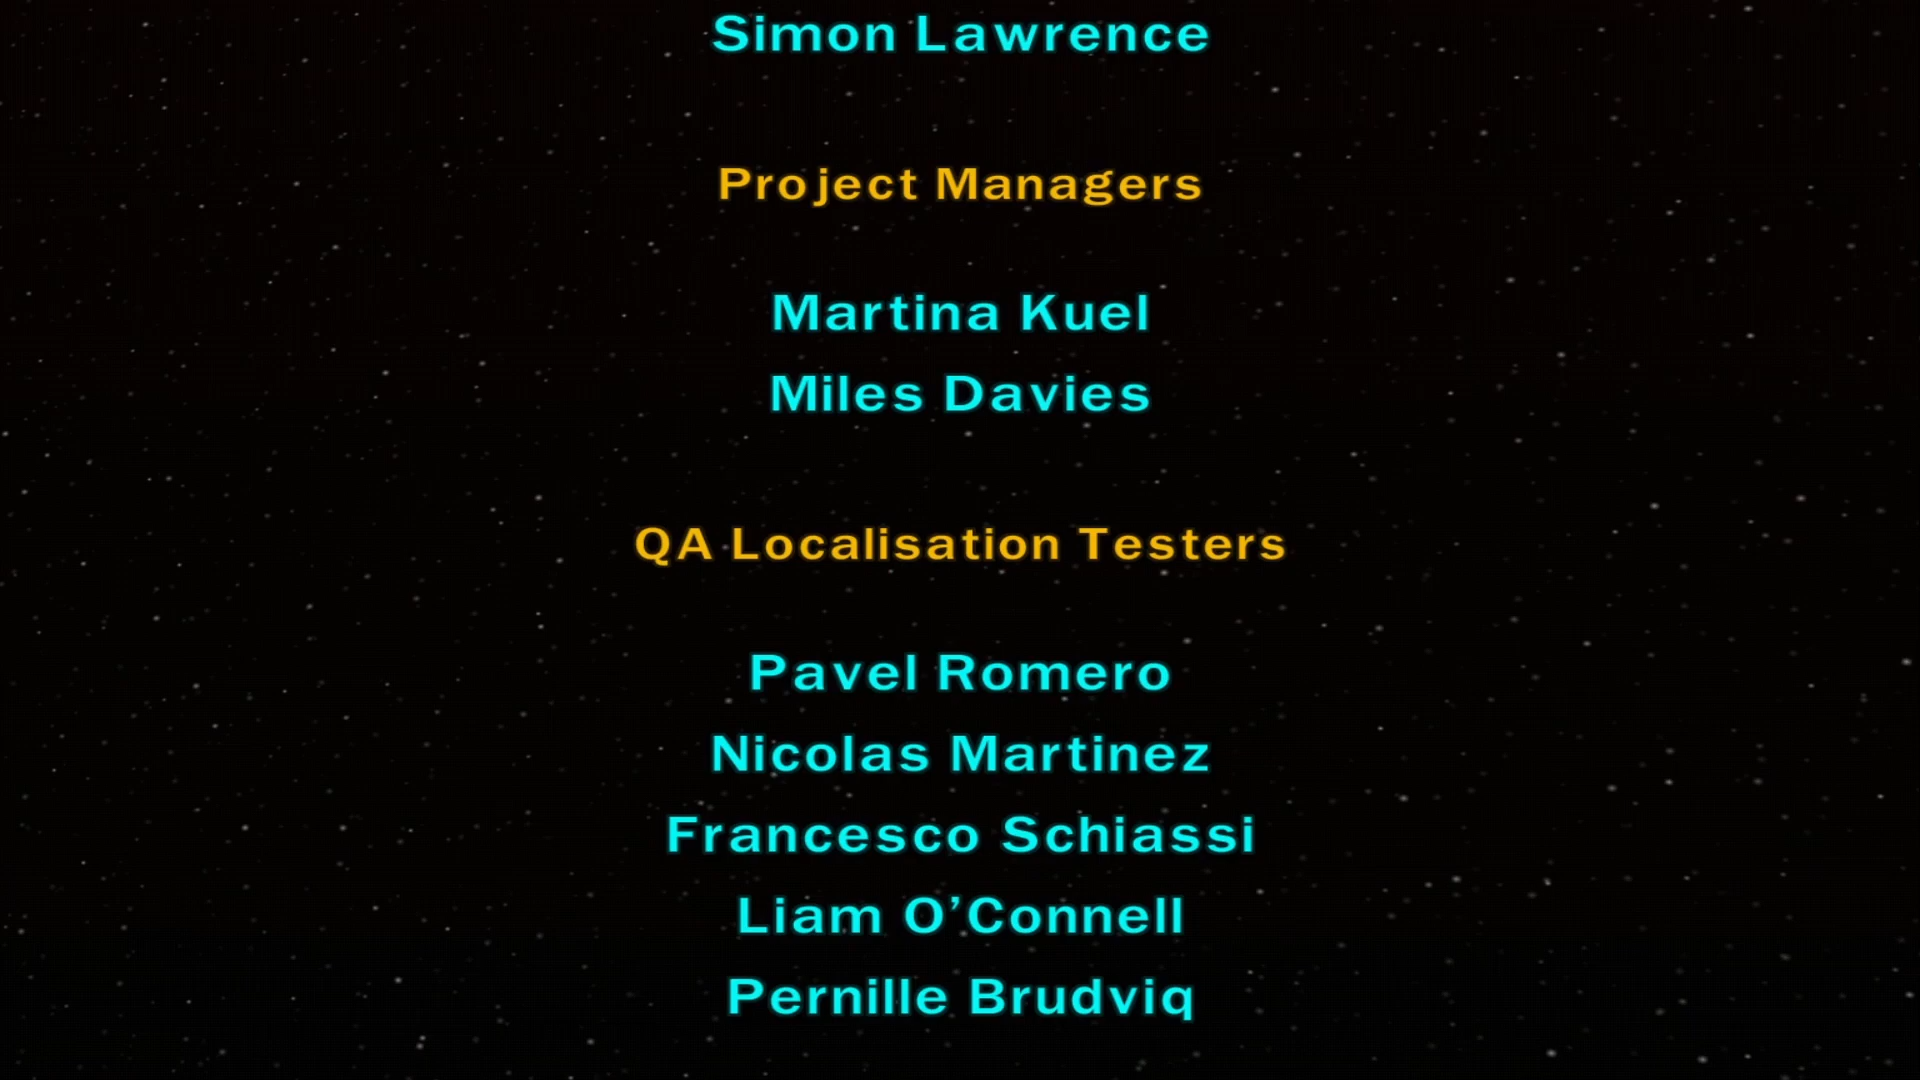 Simon Lawrence
Project Managers
Martina Kuel
Miles Davies
QA Localisation Testers
Pavel Romero
Nicolas Martinez
Francesco Schiassi
Liam O’Connell
Pernille Brudviq